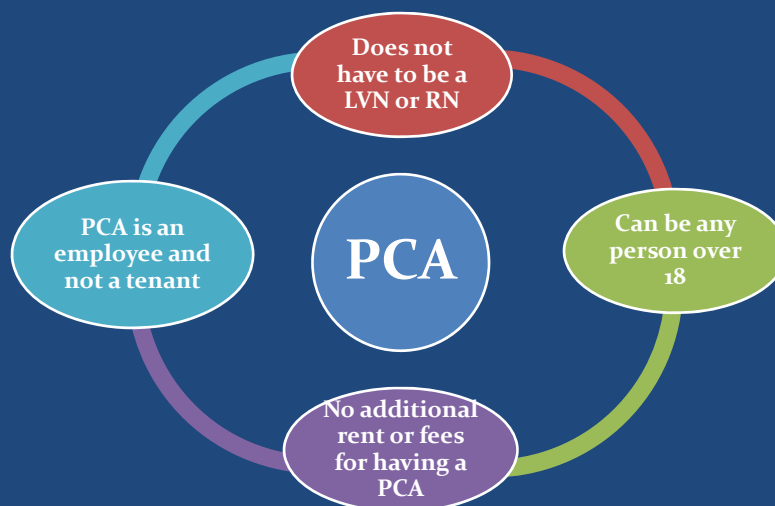 Does not
have to be a
LVN or RN
PCA is an
employee and
not a tenant
PCA
Can be any
person over
18
No additional
rent or fees
for having a
PCA